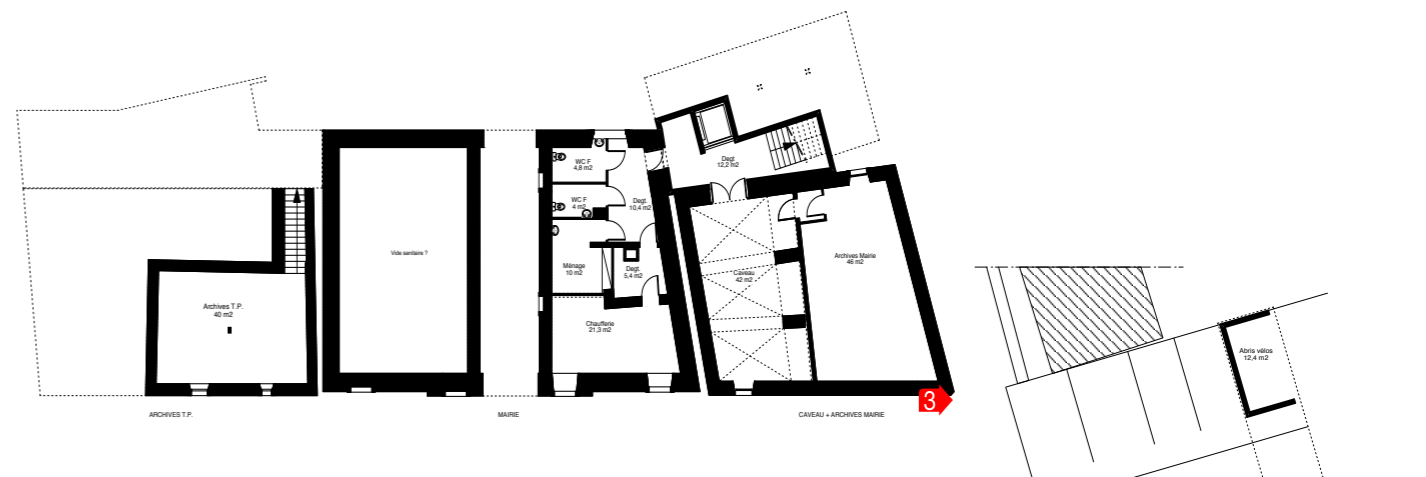 WC F
4,8 m2
WC F
4 m2
Degt.
10,4 m2
Degt
12,2 m2
Vide sanitaire ?
Ménage
10 m2
Degt.
5,4 m2
Archives Mairie
46 m2
Caveau
42 m2
Archives T.P.
40 m2
Chaufferie
21,3 m2
Abris vélos
12,4 m2
3
ARCHIVES T.P.
MAIRIE
CAVEAU + ARCHIVES MAIRIE